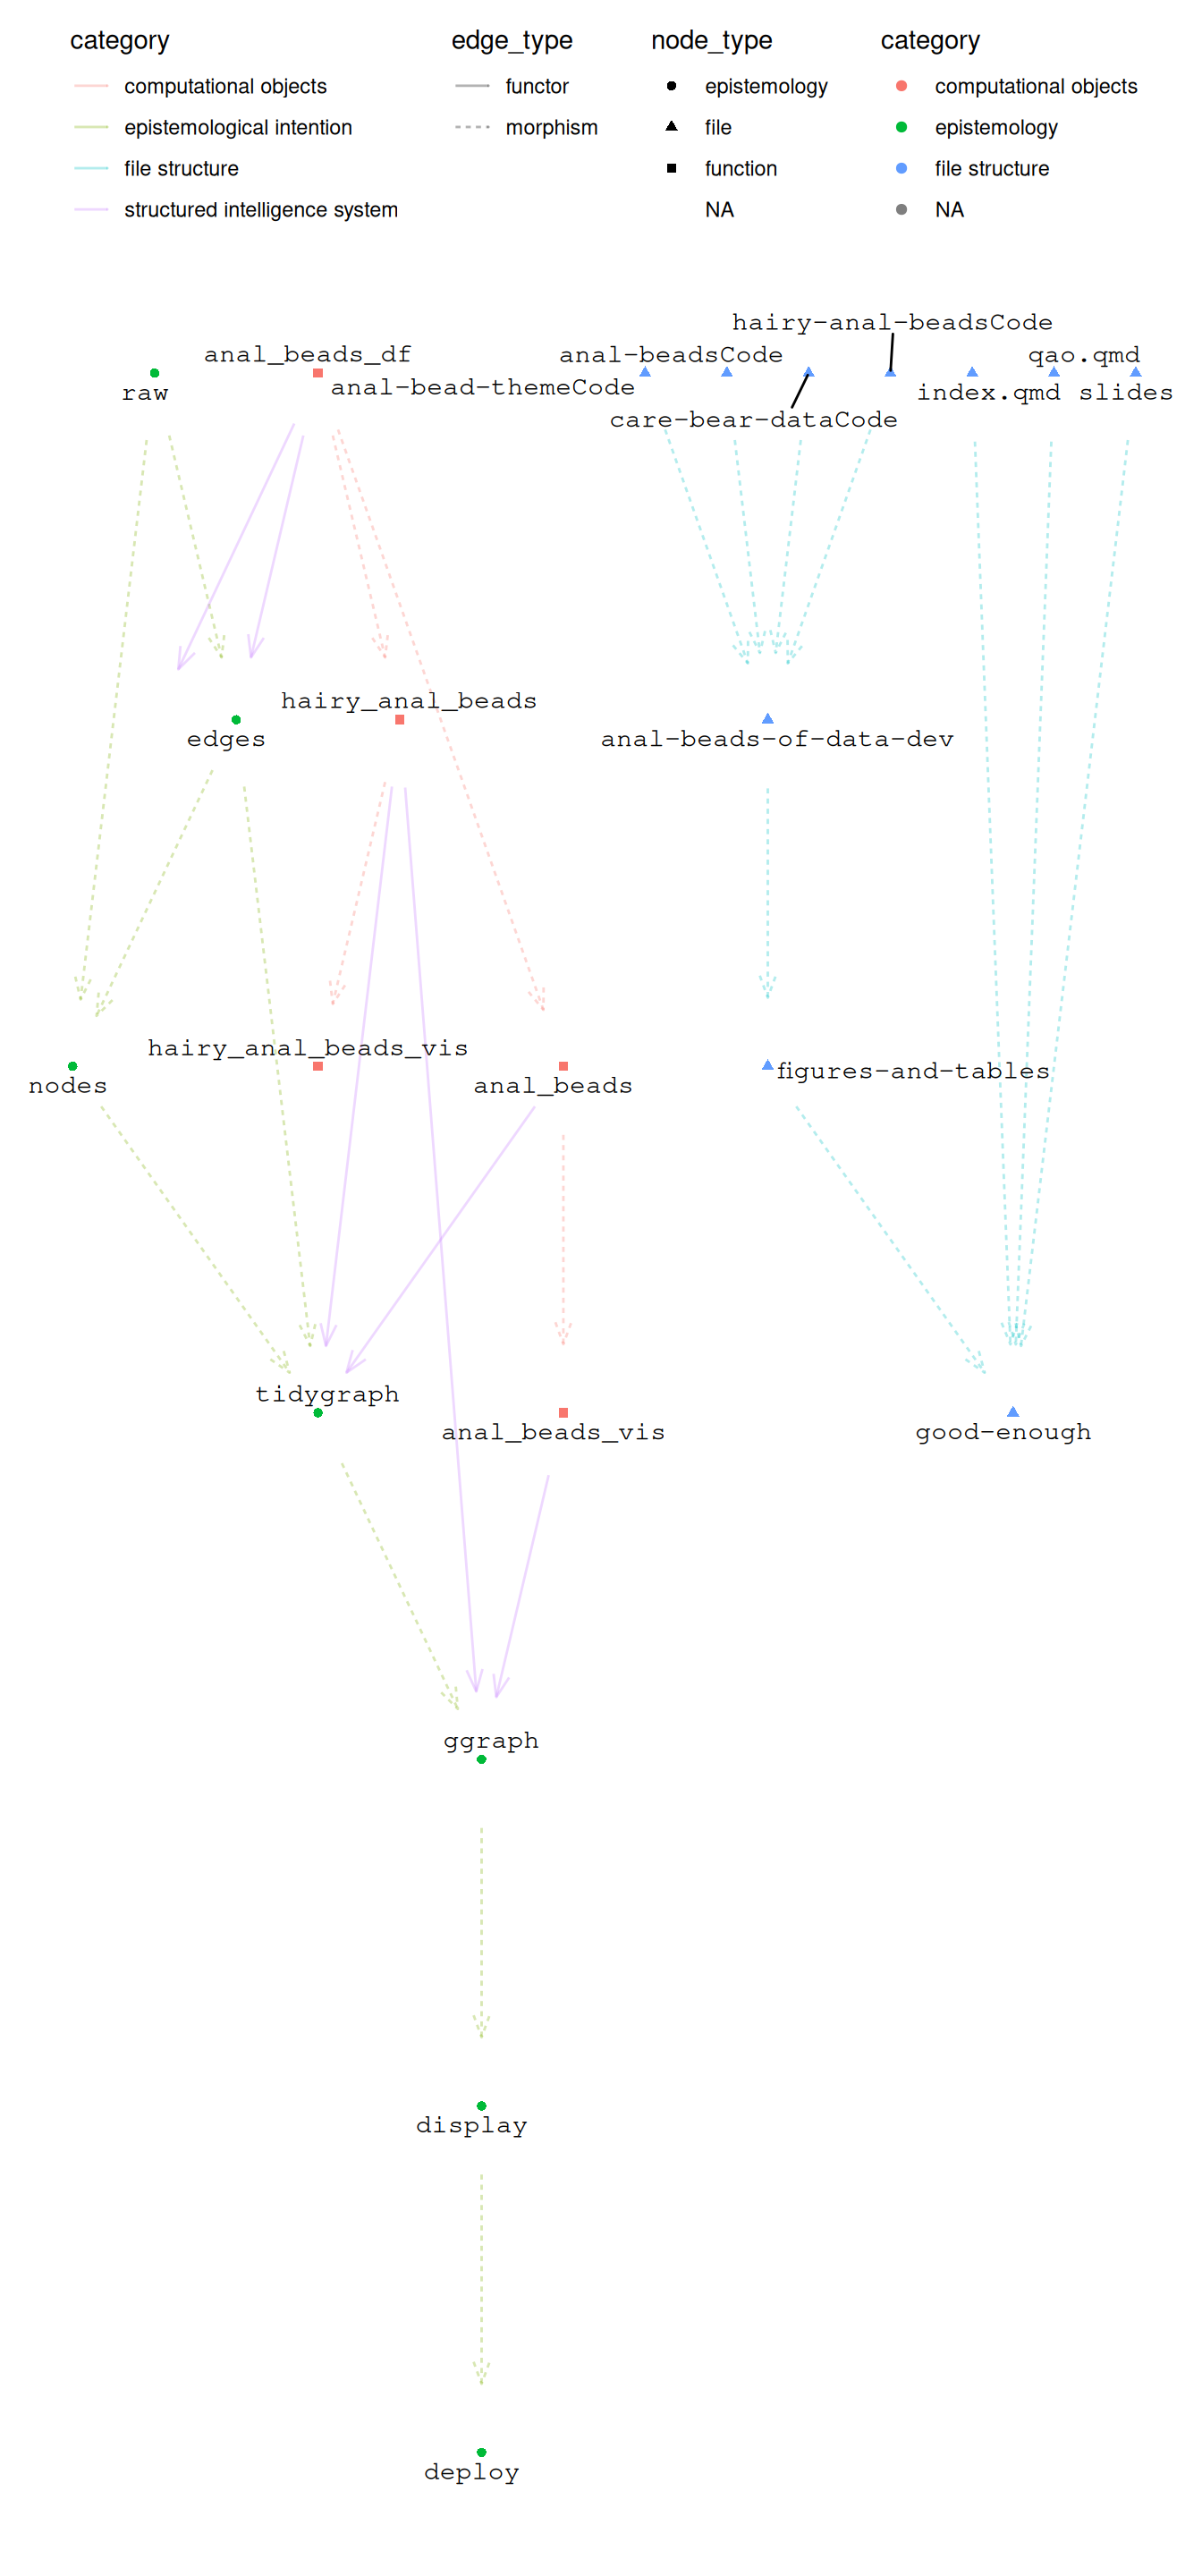 category
computational objects
epistemological intention
file structure
structured intelligence system
edge_type
functor
morphism
node_type
epistemology
file
function
NA
category
computational objects
epistemology
file structure
NA
hairy-anal-beadsCode
anal_beads_df
anal-beadsCode
qao.qmd
raw
anal-bead-themeCode
index.qmd
slides
care-bear-dataCode
hairy_anal_beads
edges
anal-beads-of-data-dev
hairy_anal_beads_vis
nodes
anal_beads
figures-and-tables
tidygraph
anal_beads_vis
good-enough
ggraph
display
deploy